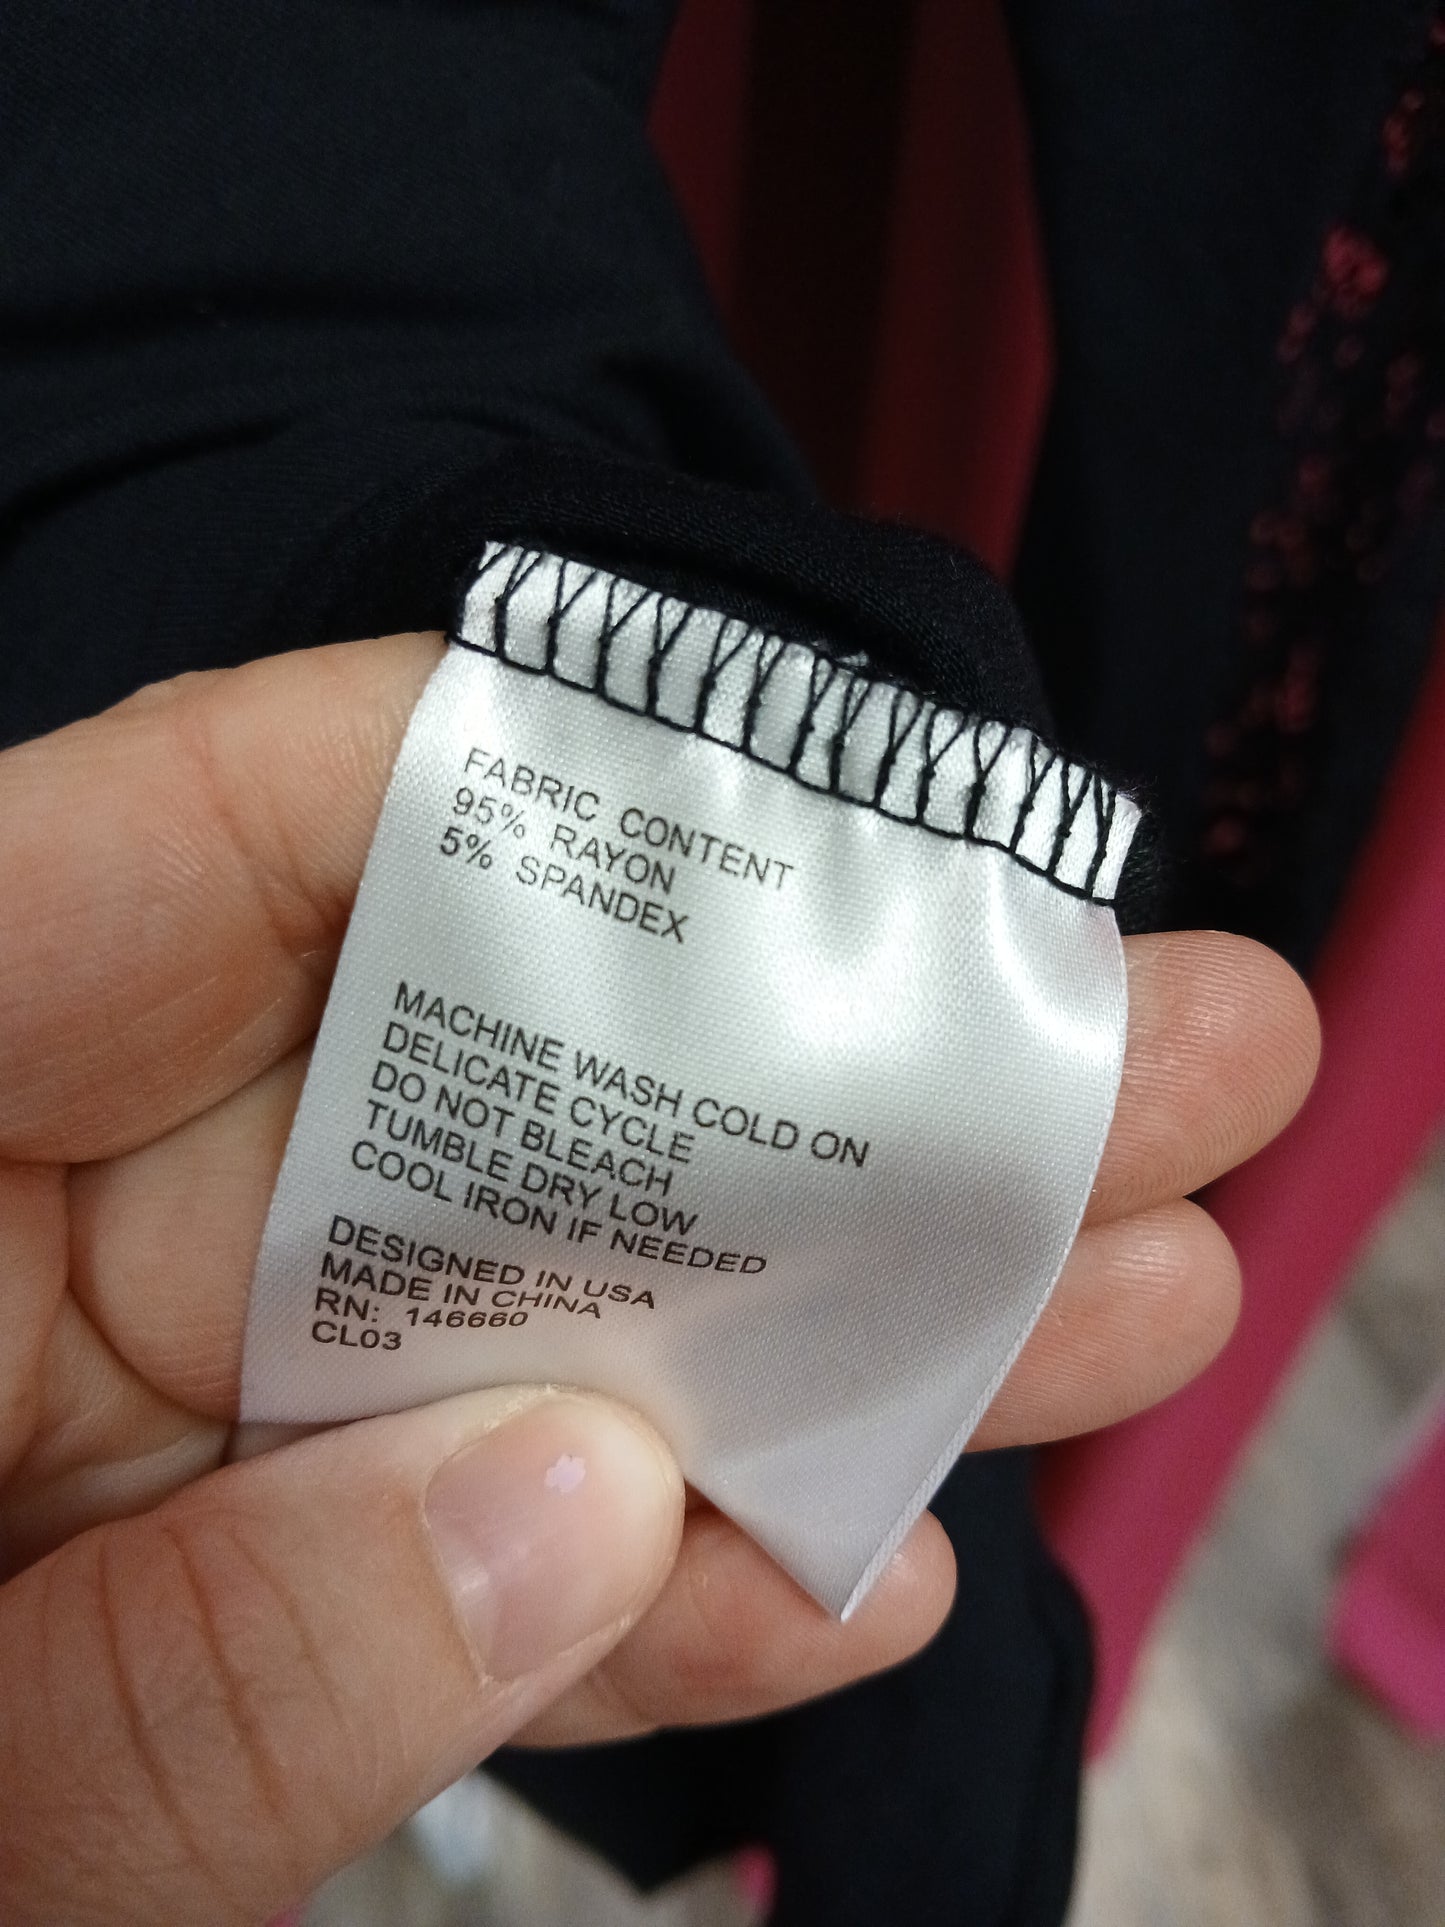 FABRIC CONTENT
95% RAYON
5% SPANDEX
MACHINE WASH COLD ON
DELICATE CYCLE
DO NOT BLEACH
TUMBLE DRY LOW
COOL IRON IF NEEDED
DESIGNED IN USA
MADE IN CHINA
RN: 146660
CL03